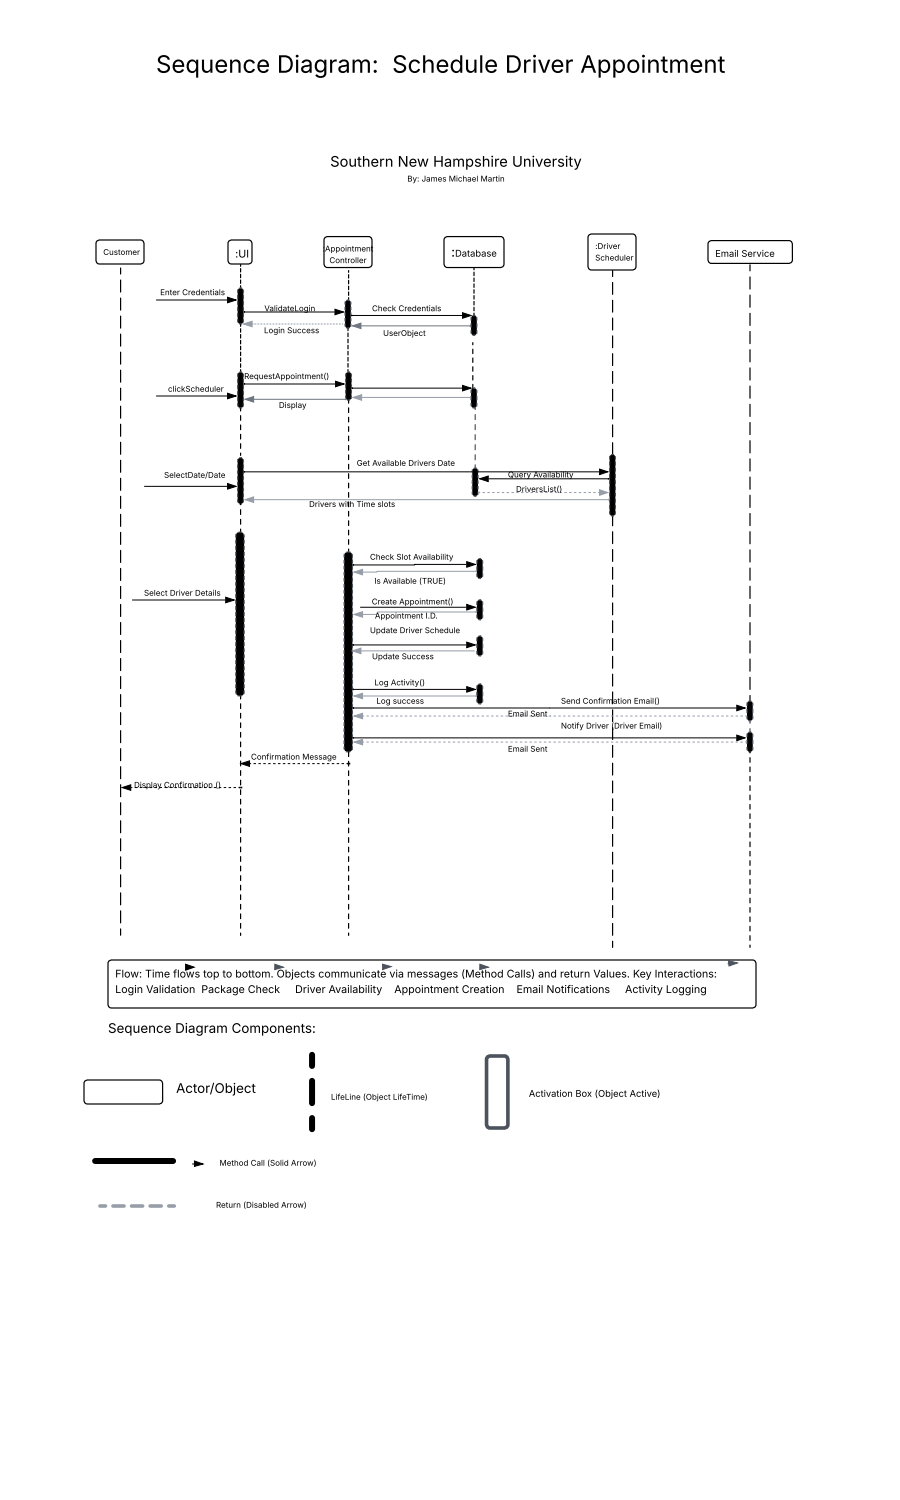 Sequence Diagram:  Schedule Driver Appointment
Southern New Hampshire University
By: James Michael Martin
Customer
:UI
Appointment
Controller
:Database
:Driver
Scheduler
Email Service
Enter Credentials
ValidateLogin
Check Credentials
Login Success
UserObject
RequestAppointment()
clickScheduler
Display
Get Available Drivers Date
SelectDate/Date
Query Availability
DriversList()
Drivers with Time slots
Check Slot Availability
Is Available (TRUE)
Select Driver Details
Create Appointment()
Appointment I.D.
Update Driver Schedule
Update Success
Log Activity()
Log success
Send Confirmation Email()
Email Sent
Notify Driver (Driver Email)
Email Sent
Confirmation Message
Display Confirmation ()
Flow: Time flows top to bottom. Objects communicate via messages (Method Calls) and return Values. Key Interactions:
Login Validation  Package Check  Driver Availability  Appointment Creation  Email Notifications  Activity Logging
Sequence Diagram Components:
Actor/Object
LifeLine (Object LifeTime)
Activation Box (Object Active)
Method Call (Solid Arrow)
Return (Disabled Arrow)